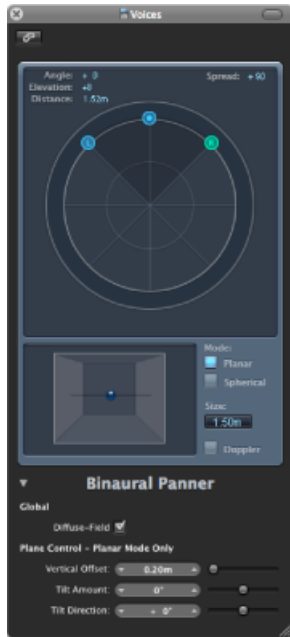 Voices
Angle: + 0 Spread: +90
Elevation: +0
Distance: 1.52m
L R
Mode:
Planar
Spherical
Size:
1.50m
Doppler
Binaural Panner
Global
Diffuse-Field
Plane Control - Planar Mode Only
Vertical Offset: 0.20m
Tilt Amount: 0°
Tilt Direction: + 0°